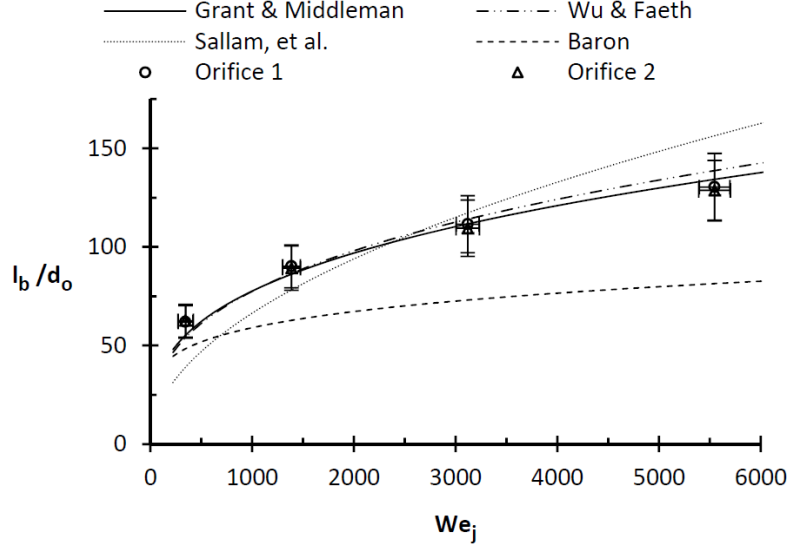 Grant & Middleman Wu & Faeth
Sallam, et al. Baron
Orifice 1 Orifice 2
150
100
50
0
l_b/d_o
0 1000 2000 3000 4000 5000 6000
We_j